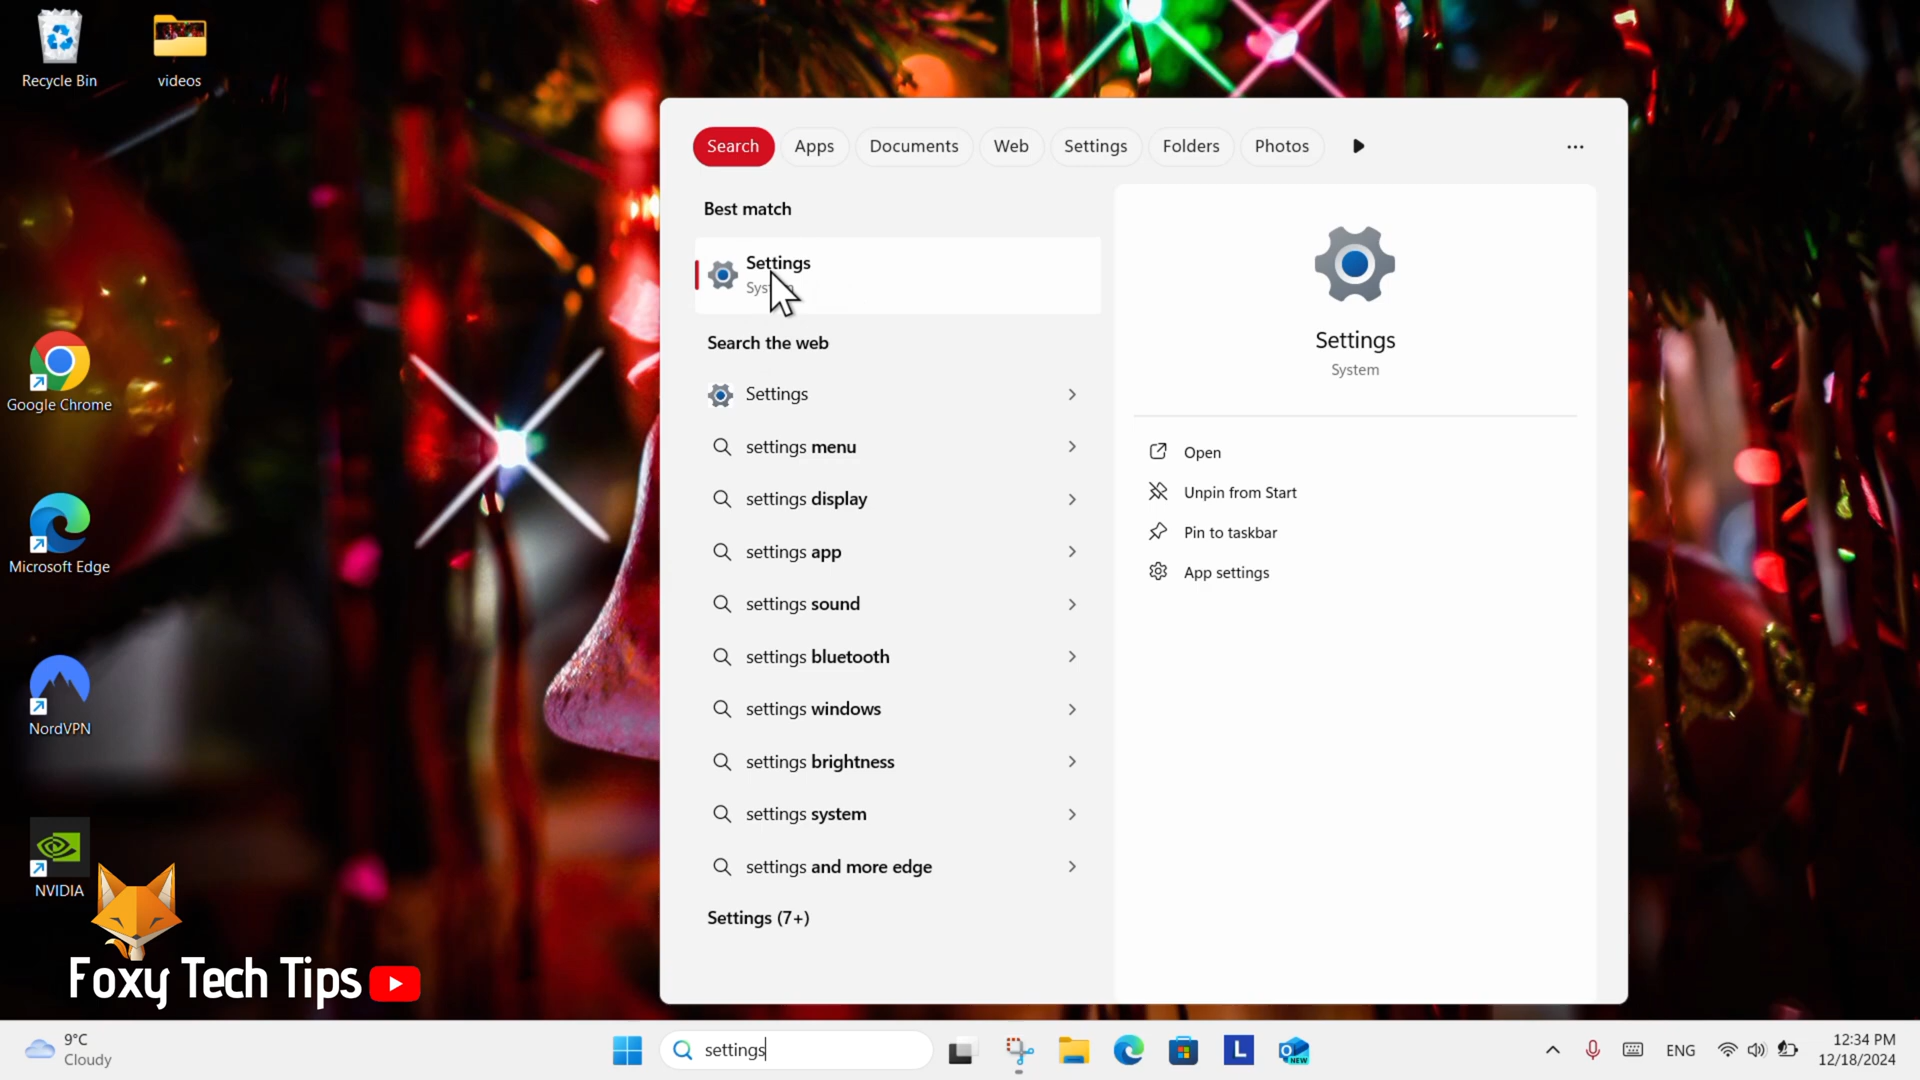 Recycle Bin
videos
Google Chrome
Microsoft Edge
NordVPN
NVIDIA
Foxy Tech Tips
Search
Apps
Documents
Web
Settings
Folders
Photos
Best match
Settings
Search the web
Settings
settings menu
settings display
settings app
settings sound
settings bluetooth
settings windows
settings brightness
settings system
settings and more edge
Settings (7+)
Settings
System
Open
Unpin from Start
Pin to taskbar
App settings
9°C
Cloudy
settings
L
NEW
ENG
12:34 PM
12/18/2024